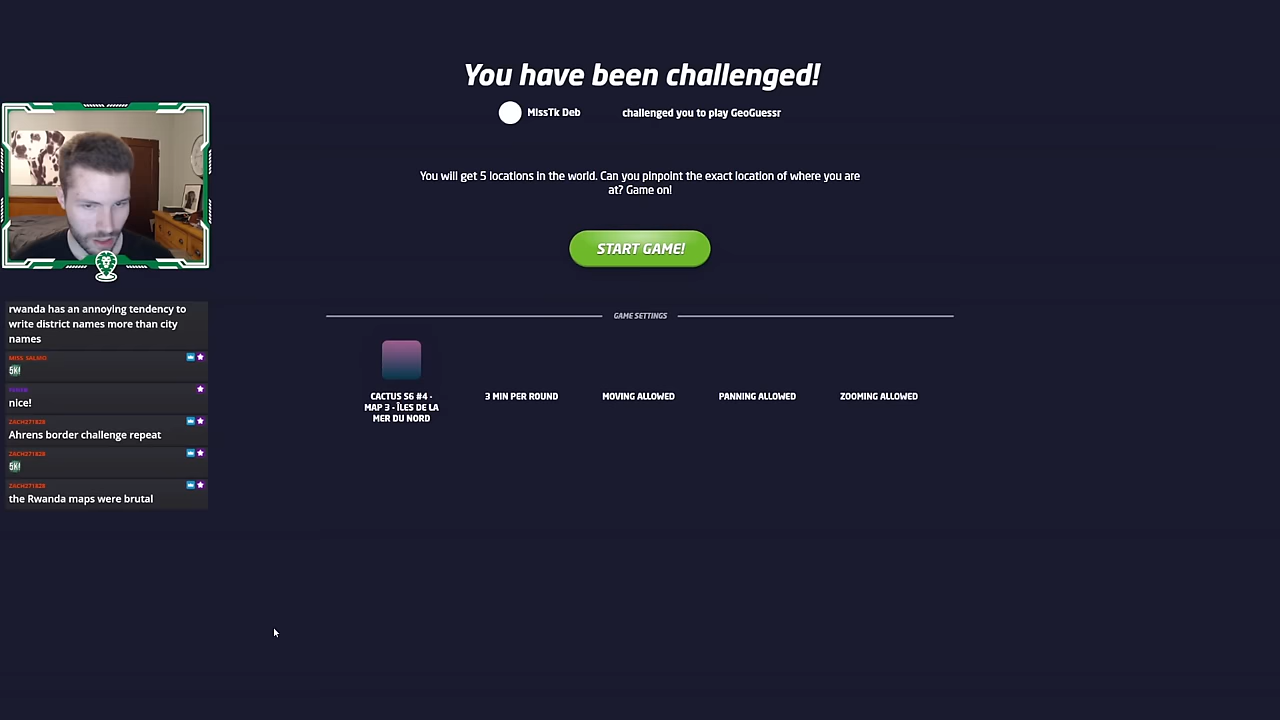 You have been challenged!
MissTk Deb challenged you to play GeoGuessr
You will get 5 locations in the world. Can you pinpoint the exact location of where you are
at? Game on!
START GAME!
GAME SETTINGS
CACTUS S6 #4 -
MAP 3 - ÎLES DE LA
MER DU NORD
3 MIN PER ROUND
MOVING ALLOWED
PANNING ALLOWED
ZOOMING ALLOWED
rwanda has an annoying tendency to
write district names more than city
names
MISS_SALMO
5K!
nice!
ZACH271828
Ahrens border challenge repeat
ZACH271828
5K!
ZACH271828
the Rwanda maps were brutal